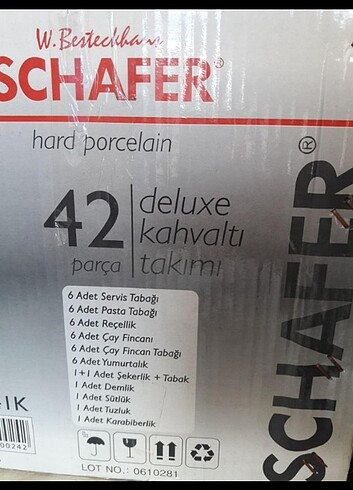 W. Besteckhaus
SCHAFER®
hard porcelain
42 parça
deluxe
kahvaltı
takımı
6 Adet Servis Tabağı
6 Adet Pasta Tabağı
6 Adet Reçellik
6 Adet Çay Fincanı
6 Adet Çay Fincan Tabağı
6 Adet Yumurtalık
1+1 Adet Şekerlik + Tabak
1 Adet Demlik
1 Adet Sütlük
1 Adet Tuzluk
1 Adet Karabiberlik
IK
00242
LOT NO.: 0610281
SCHAFER®